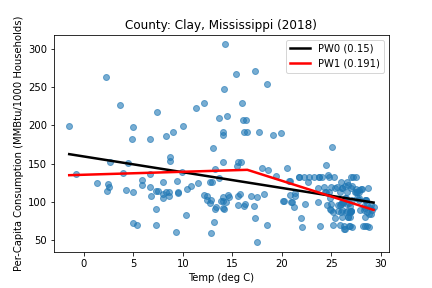 County: Clay, Mississippi (2018)
PW0 (0.15)
PW1 (0.191)
Per-Capita Consumption (MMBtu/1000 Households)
300
250
200
150
100
50
0 5 10 15 20 25 30
Temp (deg C)